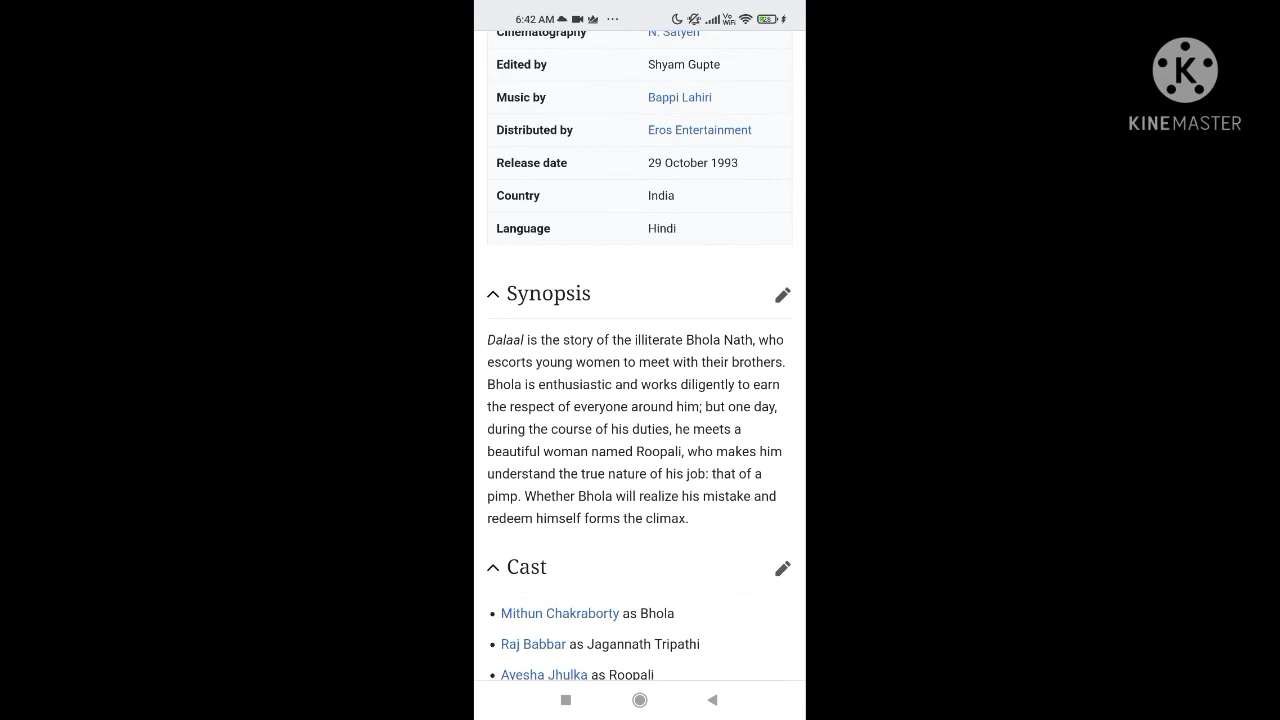 6:42 AM
Cinematography N. Satyen
Edited by Shyam Gupte
Music by Bappi Lahiri
Distributed by Eros Entertainment
Release date 29 October 1993
Country India
Language Hindi
Synopsis
Dalaal is the story of the illiterate Bhola Nath, who
escorts young women to meet with their brothers.
Bhola is enthusiastic and works diligently to earn
the respect of everyone around him; but one day,
during the course of his duties, he meets a
beautiful woman named Roopali, who makes him
understand the true nature of his job: that of a
pimp. Whether Bhola will realize his mistake and
redeem himself forms the climax.
Cast
• Mithun Chakraborty as Bhola
• Raj Babbar as Jagannath Tripathi
• Ayesha Jhulka as Roopali
K
KINEMASTER